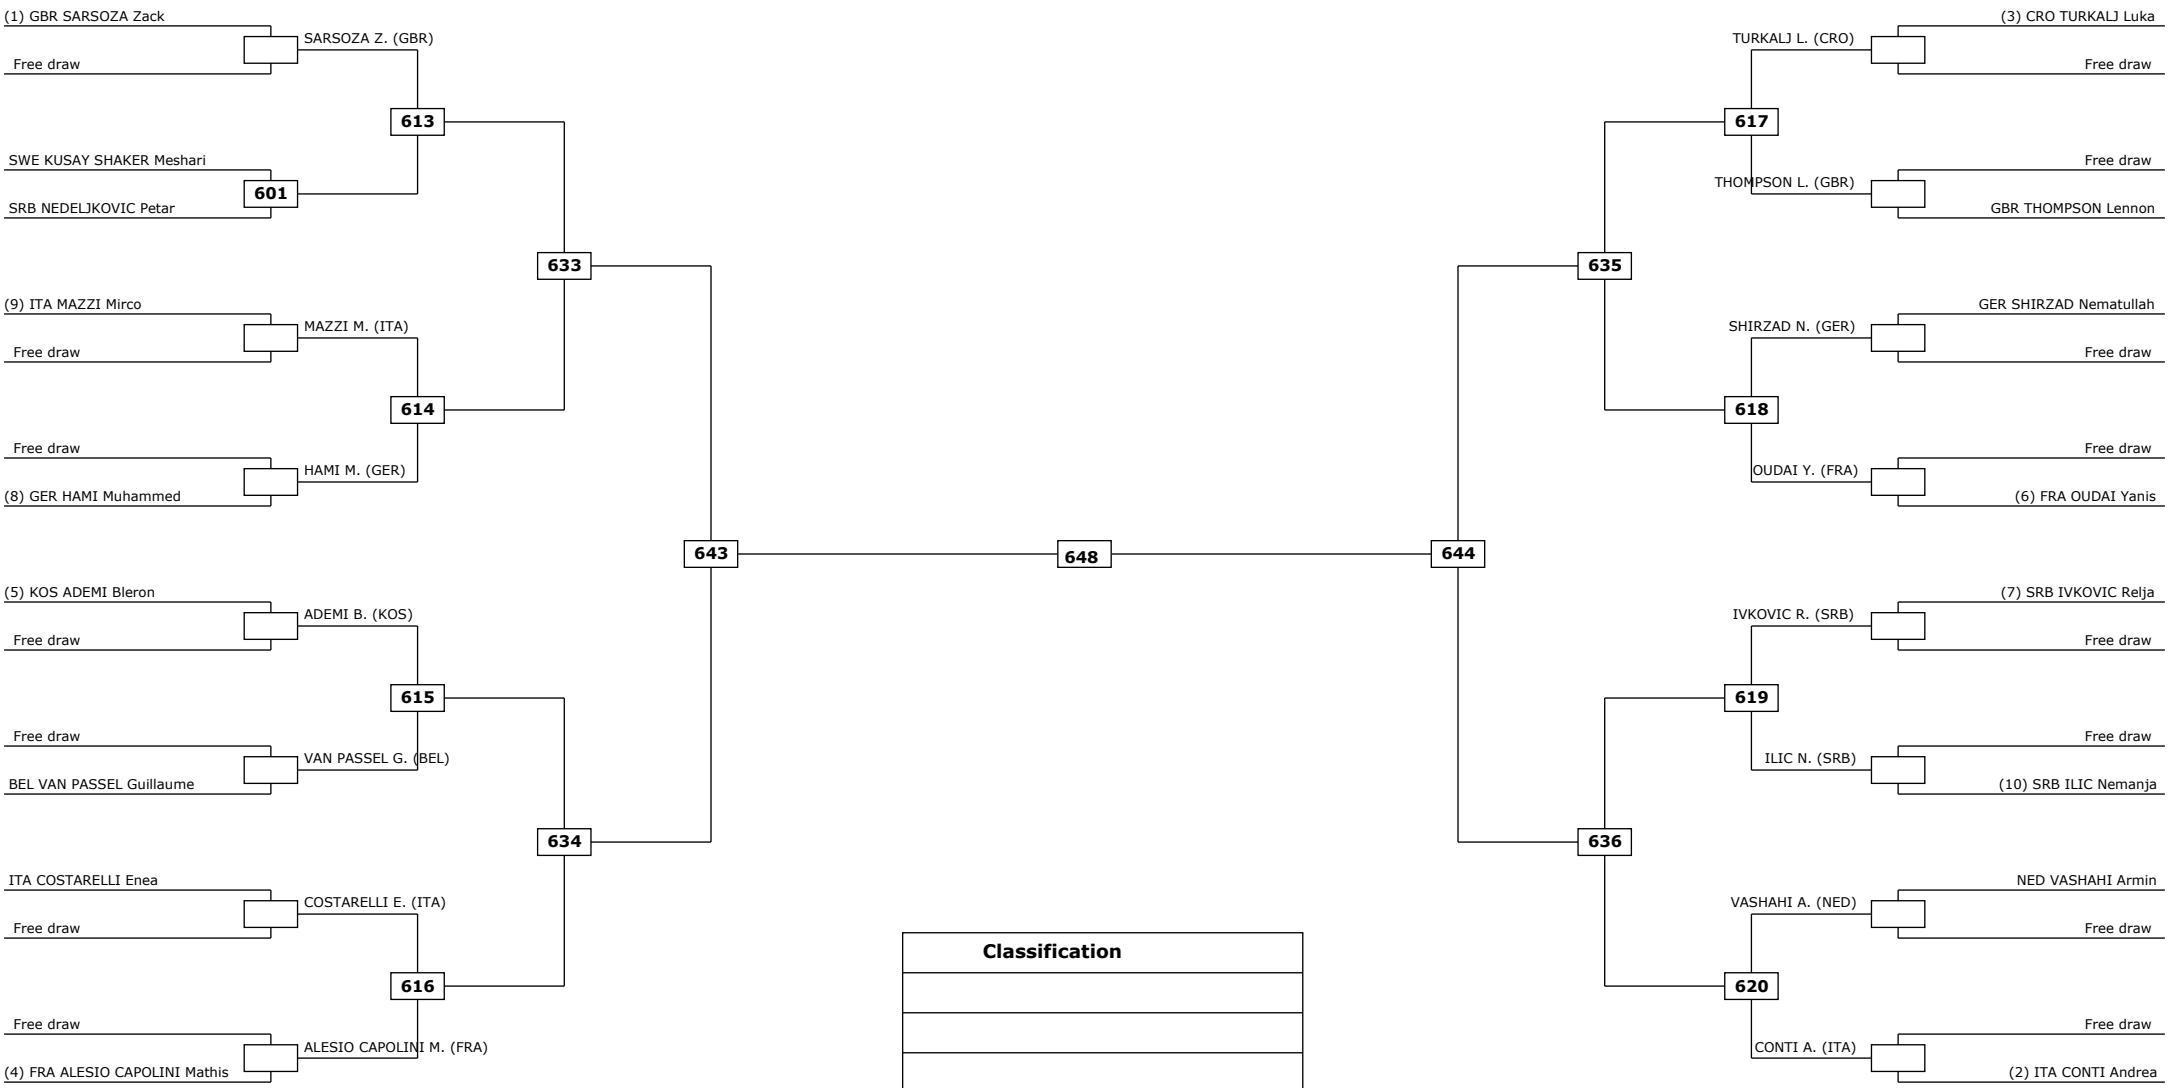 (1) GBR SARSOZA Zack
SARSOZA Z. (GBR)
Free draw
613
SWE KUSAY SHAKER Meshari
601
SRB NEDELJKOVIC Petar
633
(9) ITA MAZZI Mirco
MAZZI M. (ITA)
Free draw
614
Free draw
HAMI M. (GER)
(8) GER HAMI Muhammed
643
(5) KOS ADEMI Bleron
ADEMI B. (KOS)
Free draw
615
Free draw
VAN PASSEL G. (BEL)
BEL VAN PASSEL Guillaume
634
ITA COSTARELLI Enea
COSTARELLI E. (ITA)
Free draw
616
Free draw
ALESIO CAPOLINI M. (FRA)
(4) FRA ALESIO CAPOLINI Mathis
648
Classification
(3) CRO TURKALJ Luka
TURKALJ L. (CRO)
Free draw
617
Free draw
THOMPSON L. (GBR)
GBR THOMPSON Lennon
635
GER SHIRZAD Nematullah
SHIRZAD N. (GER)
Free draw
618
Free draw
OUDAI Y. (FRA)
(6) FRA OUDAI Yanis
644
(7) SRB IVKOVIC Relja
IVKOVIC R. (SRB)
Free draw
619
Free draw
ILIC N. (SRB)
(10) SRB ILIC Nemanja
636
NED VASHAHI Armin
VASHAHI A. (NED)
Free draw
620
Free draw
CONTI A. (ITA)
(2) ITA CONTI Andrea